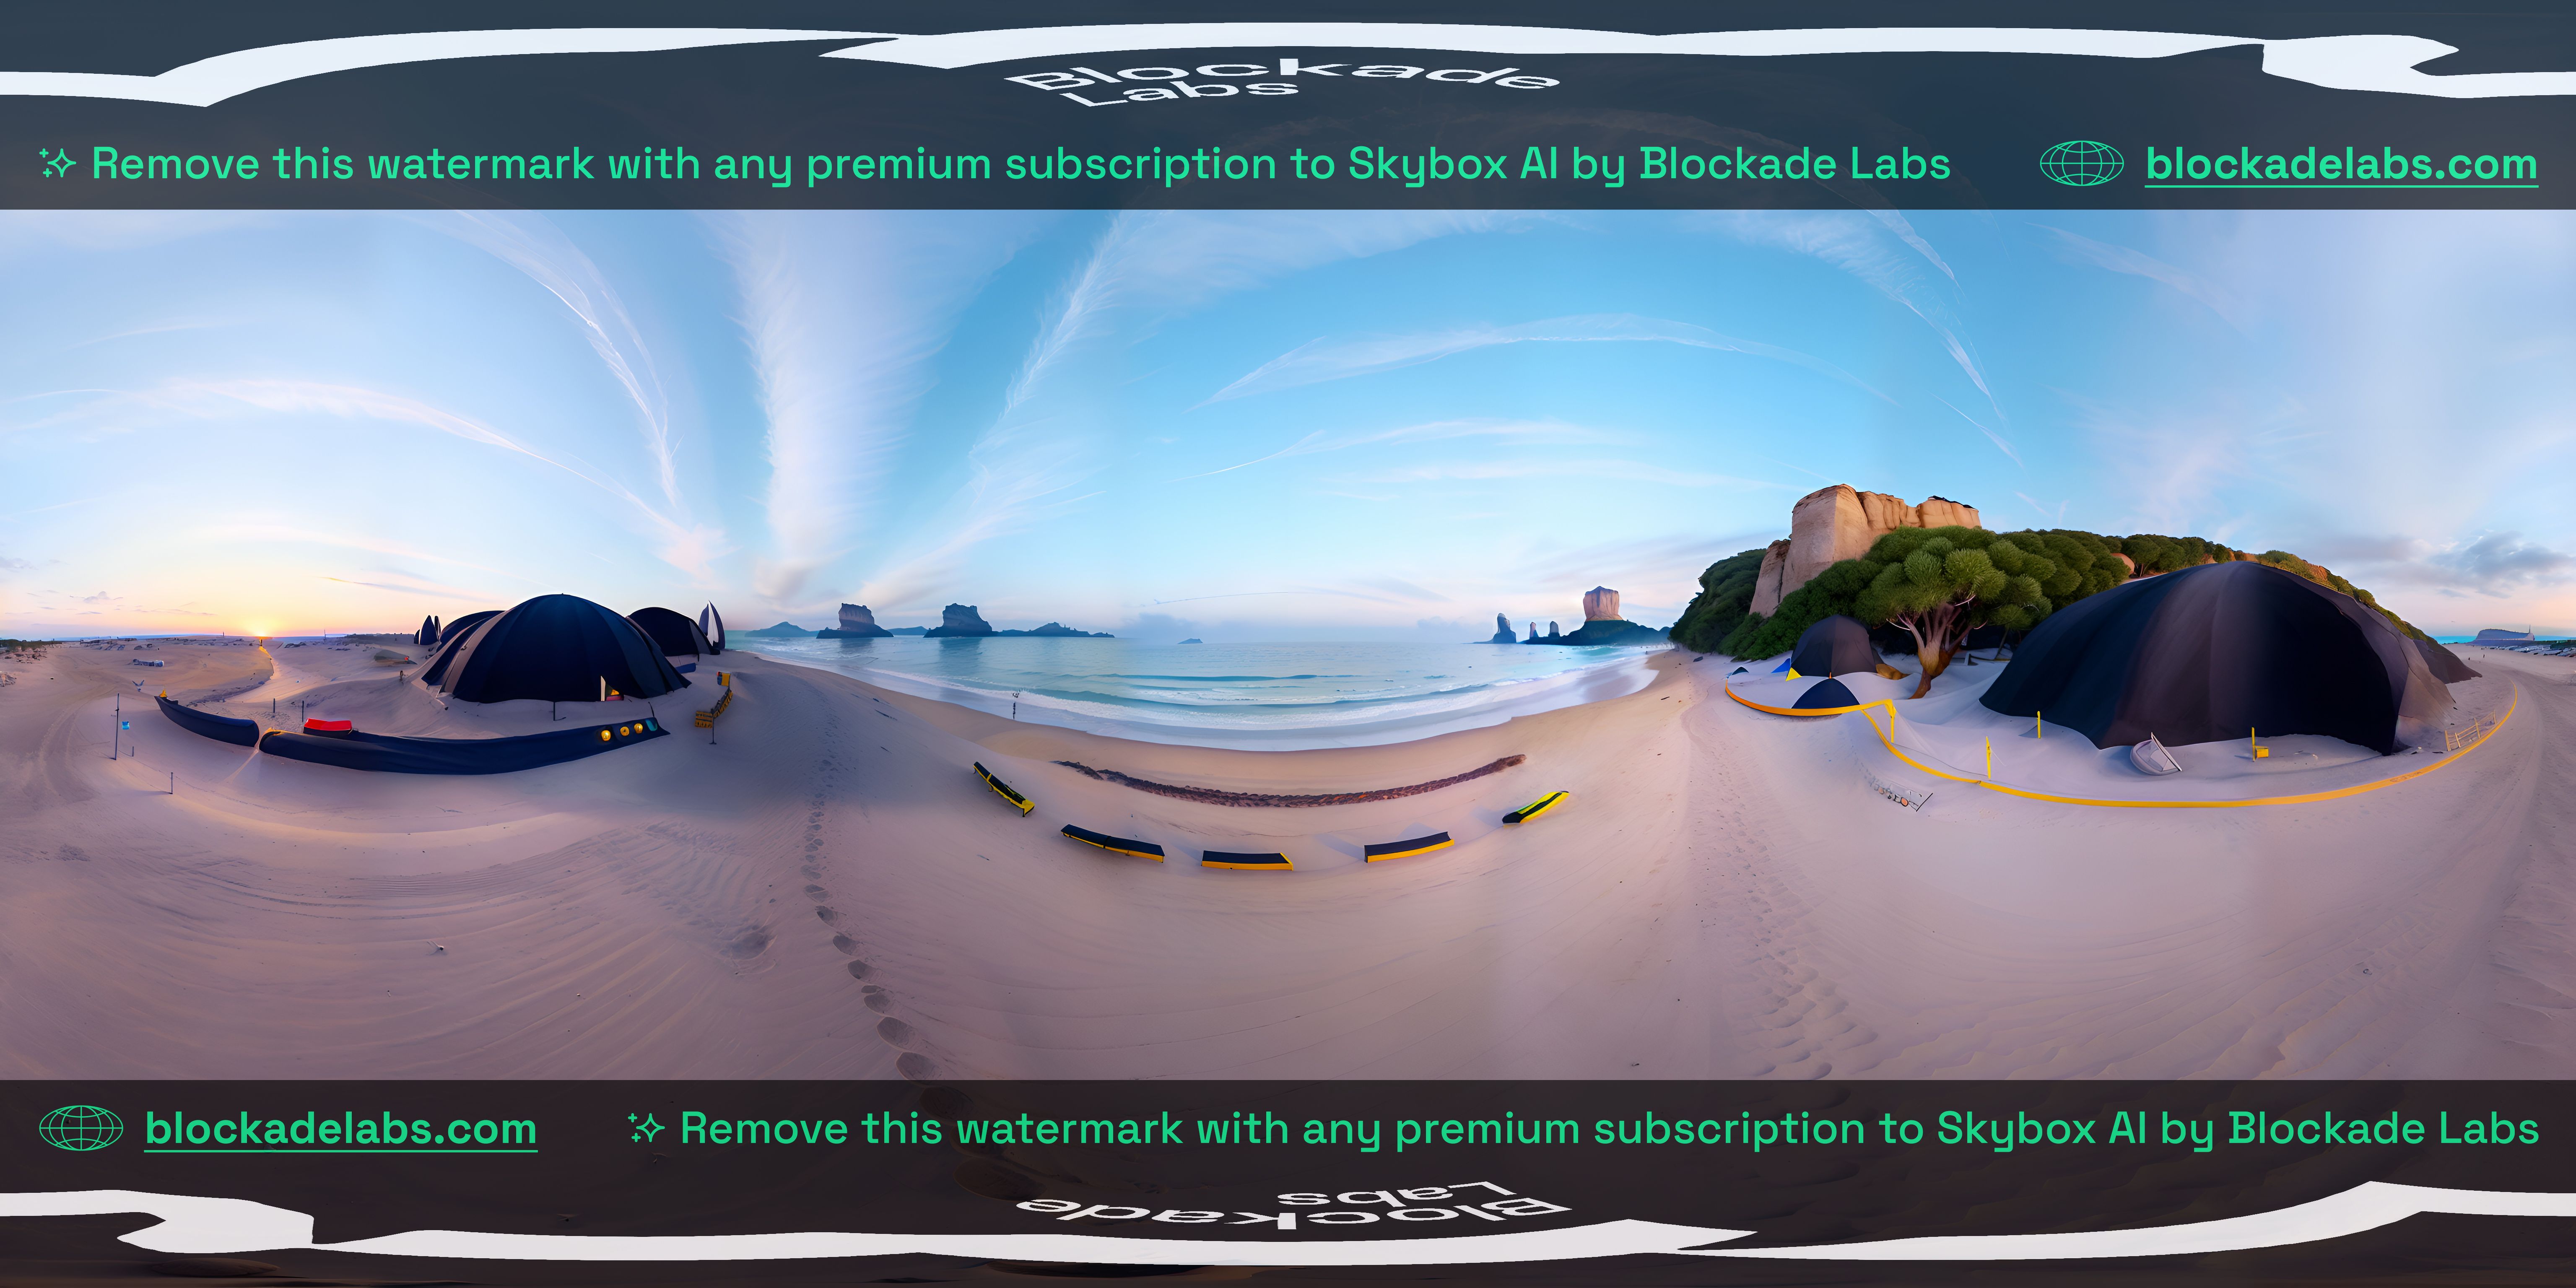 Blockade
Labs
Remove this watermark with any premium subscription to Skybox AI by Blockade Labs
blockadelabs.com
blockadelabs.com
Remove this watermark with any premium subscription to Skybox AI by Blockade Labs
Labs
Blockade